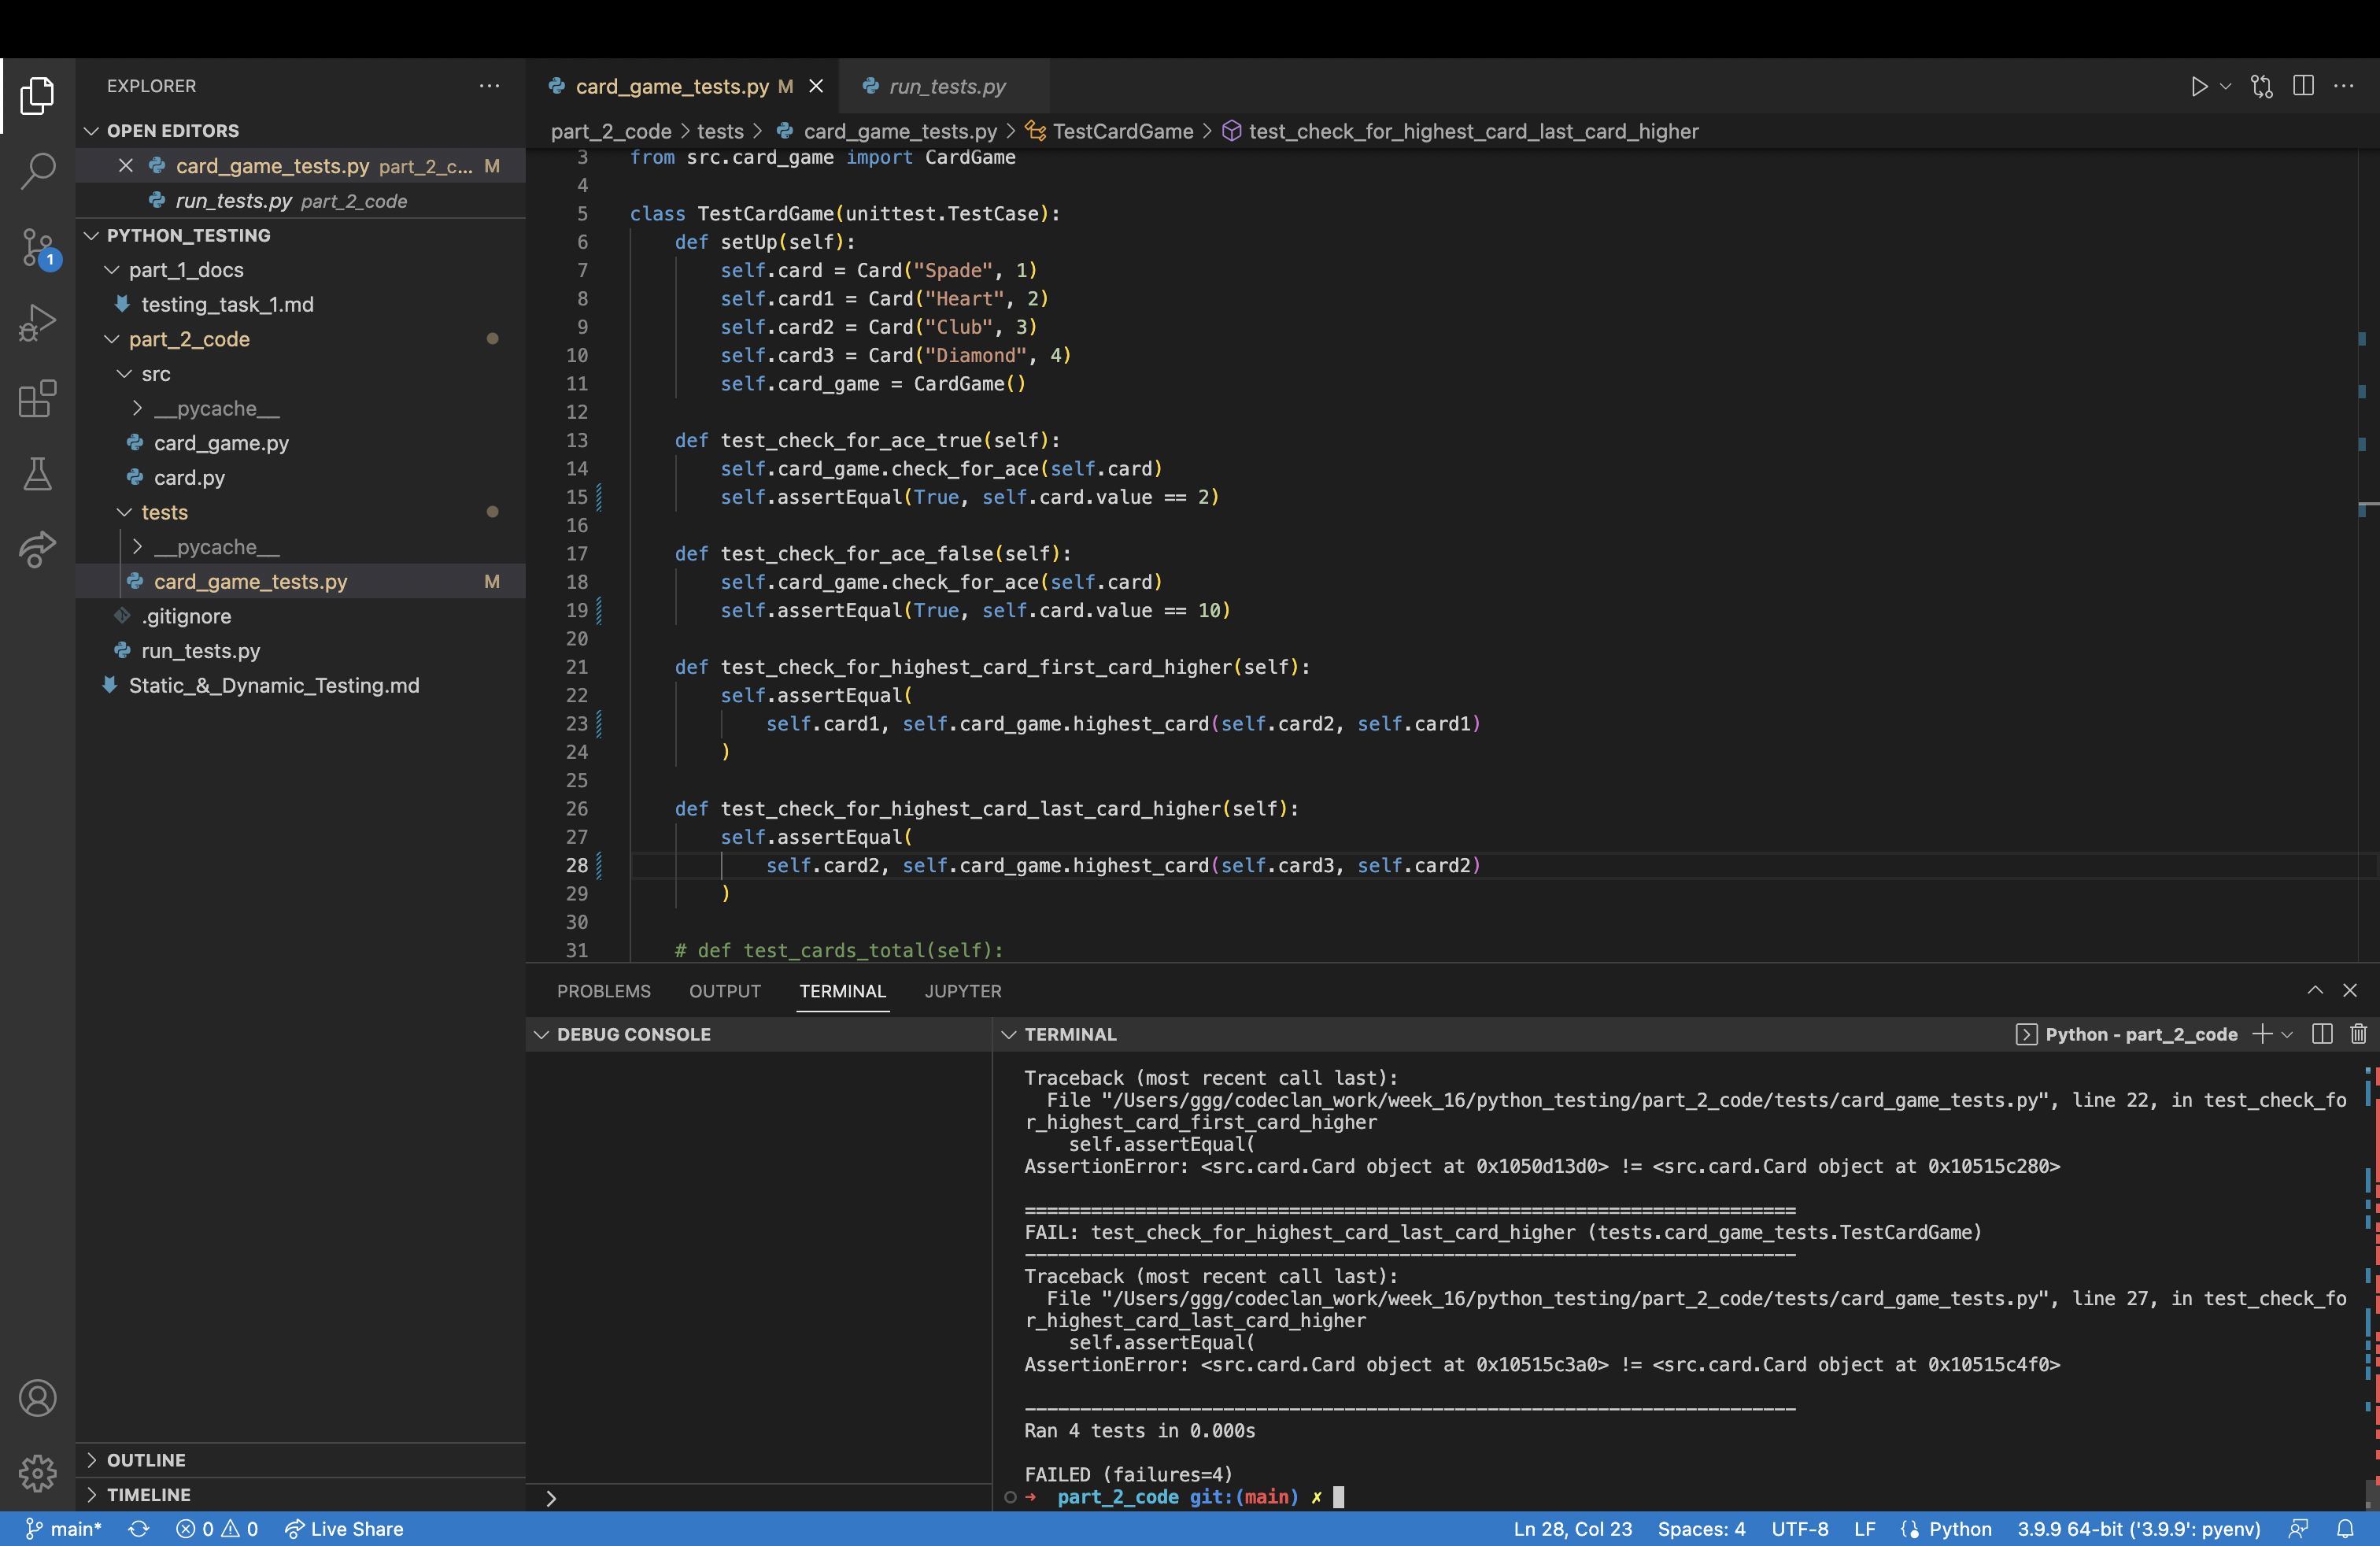 EXPLORER
OPEN EDITORS
card_game_tests.py part_2_c... M
run_tests.py part_2_code
PYTHON_TESTING
part_1_docs
testing_task_1.md
part_2_code
src
__pycache__
card_game.py
card.py
tests
__pycache__
card_game_tests.py M
.gitignore
run_tests.py
Static_&_Dynamic_Testing.md
OUTLINE
TIMELINE
1
card_game_tests.py M
run_tests.py
part_2_code > tests > card_game_tests.py > TestCardGame > test_check_for_highest_card_last_card_higher
3 from src.card_game import CardGame
4
5 class TestCardGame(unittest.TestCase):
6 def setUp(self):
7 self.card = Card("Spade", 1)
8 self.card1 = Card("Heart", 2)
9 self.card2 = Card("Club", 3)
10 self.card3 = Card("Diamond", 4)
11 self.card_game = CardGame()
12
13 def test_check_for_ace_true(self):
14 self.card_game.check_for_ace(self.card)
15 self.assertEqual(True, self.card.value == 2)
16
17 def test_check_for_ace_false(self):
18 self.card_game.check_for_ace(self.card)
19 self.assertEqual(True, self.card.value == 10)
20
21 def test_check_for_highest_card_first_card_higher(self):
22 self.assertEqual(
23 self.card1, self.card_game.highest_card(self.card2, self.card1)
24 )
25
26 def test_check_for_highest_card_last_card_higher(self):
27 self.assertEqual(
28 self.card2, self.card_game.highest_card(self.card3, self.card2)
29 )
30
31 # def test_cards_total(self):
PROBLEMS OUTPUT TERMINAL JUPYTER
DEBUG CONSOLE
TERMINAL
Python - part_2_code
Traceback (most recent call last):
File "/Users/ggg/codeclan_work/week_16/python_testing/part_2_code/tests/card_game_tests.py", line 22, in test_check_fo
r_highest_card_first_card_higher
self.assertEqual(
AssertionError: <src.card.Card object at 0x1050d13d0> != <src.card.Card object at 0x10515c280>
======================================================================
FAIL: test_check_for_highest_card_last_card_higher (tests.card_game_tests.TestCardGame)
----------------------------------------------------------------------
Traceback (most recent call last):
File "/Users/ggg/codeclan_work/week_16/python_testing/part_2_code/tests/card_game_tests.py", line 27, in test_check_fo
r_highest_card_last_card_higher
self.assertEqual(
AssertionError: <src.card.Card object at 0x10515c3a0> != <src.card.Card object at 0x10515c4f0>
----------------------------------------------------------------------
Ran 4 tests in 0.000s
FAILED (failures=4)
➜ part_2_code git:(main) ✗
main* 0 0 Live Share
Ln 28, Col 23 Spaces: 4 UTF-8 LF Python 3.9.9 64-bit ('3.9.9': pyenv)